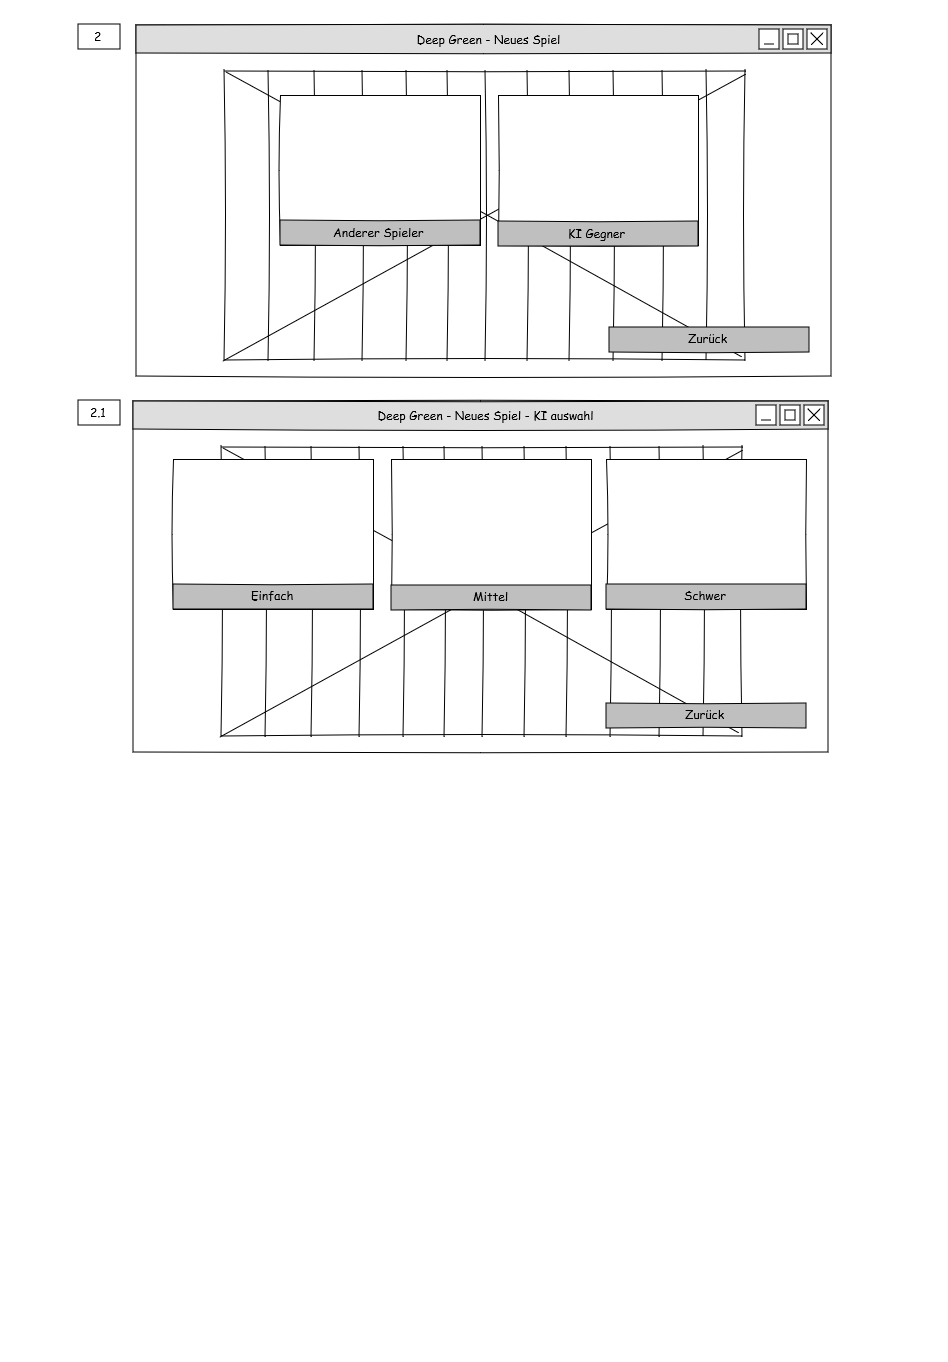 2
Deep Green - Neues Spiel
Anderer Spieler
KI Gegner
Zurück
2.1
Deep Green - Neues Spiel - KI auswahl
Einfach
Mittel
Schwer
Zurück